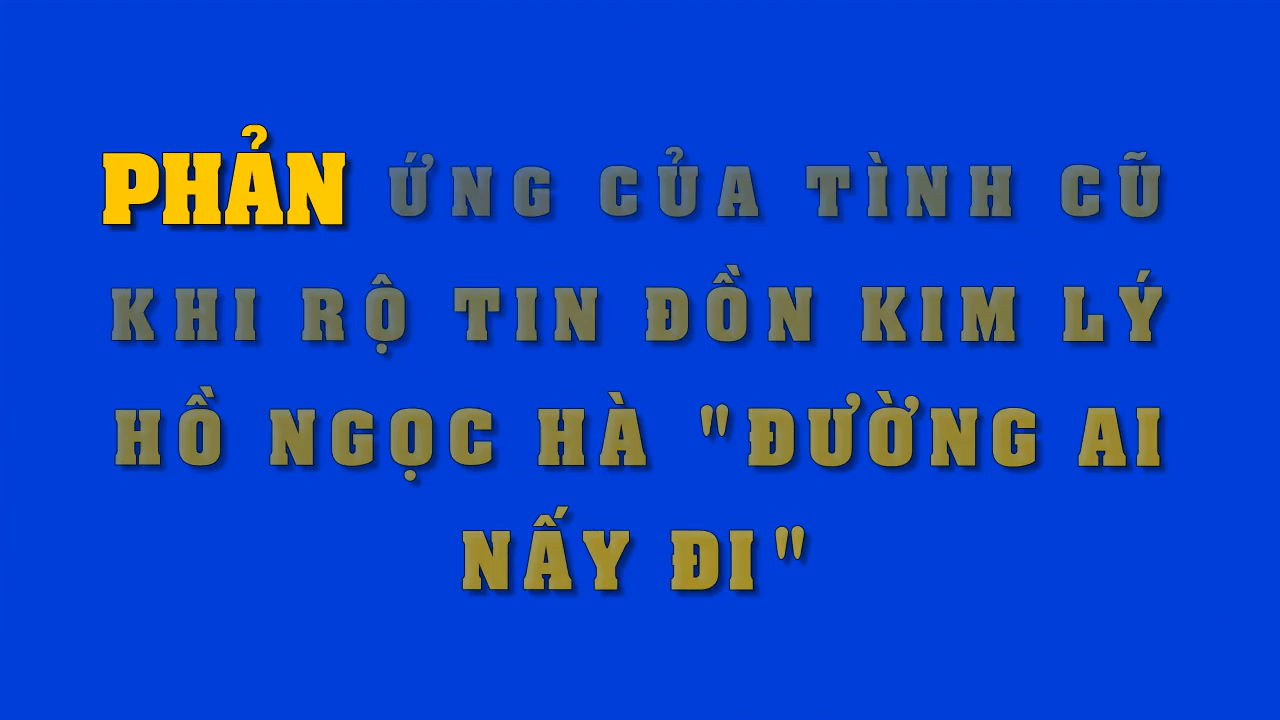 PHẢN ỨNG CỦA TÌNH CŨ
KHI RỘ TIN ĐỒN KIM LÝ
HỒ NGỌC HÀ "ĐƯỜNG AI
NẤY ĐI"